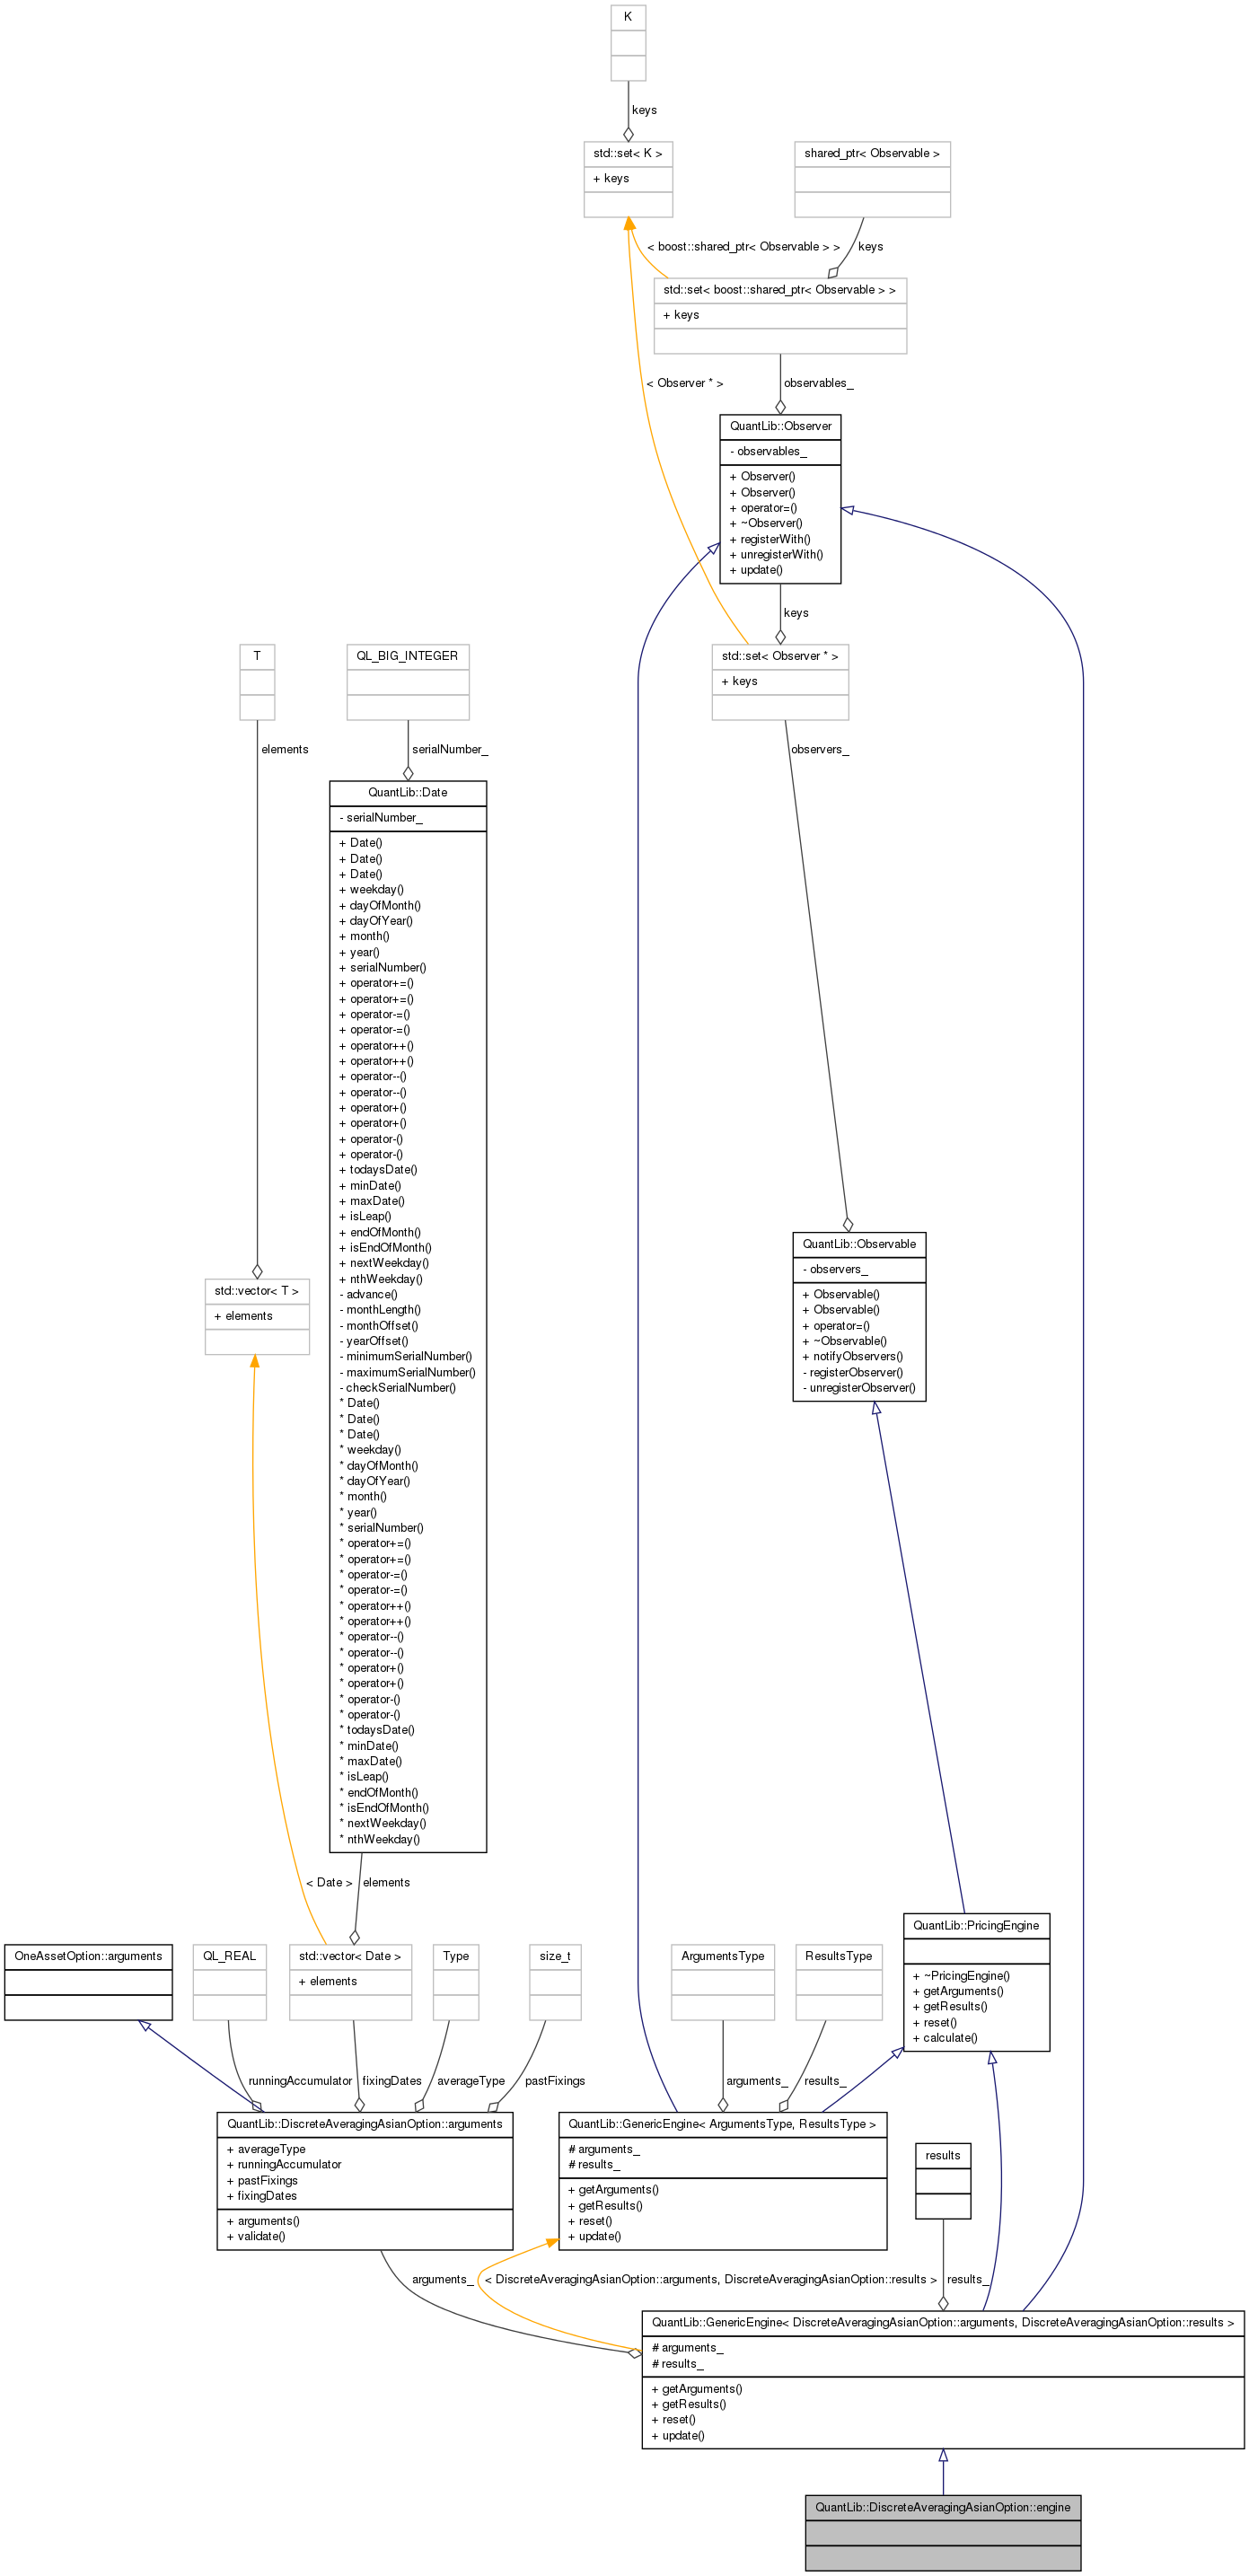 K
keys
std::set< K >
+ keys
shared_ptr< Observable >
< boost::shared_ptr< Observable > >
keys
std::set< boost::shared_ptr< Observable > >
+ keys
< Observer * >
observables_
QuantLib::Observer
- observables_
+ Observer()
+ Observer()
+ operator=()
+ ~Observer()
+ registerWith()
+ unregisterWith()
+ update()
keys
std::set< Observer * >
+ keys
T
QL_BIG_INTEGER
elements
serialNumber_
observers_
QuantLib::Date
- serialNumber_
+ Date()
+ Date()
+ Date()
+ weekday()
+ dayOfMonth()
+ dayOfYear()
+ month()
+ year()
+ serialNumber()
+ operator+=()
+ operator+=()
+ operator-=()
+ operator-=()
+ operator++()
+ operator++()
+ operator--()
+ operator--()
+ operator+()
+ operator+()
+ operator-()
+ operator-()
+ todaysDate()
+ minDate()
+ maxDate()
+ isLeap()
+ endOfMonth()
+ isEndOfMonth()
+ nextWeekday()
+ nthWeekday()
- advance()
- monthLength()
- monthOffset()
- yearOffset()
- minimumSerialNumber()
- maximumSerialNumber()
- checkSerialNumber()
* Date()
* Date()
* Date()
* weekday()
* dayOfMonth()
* dayOfYear()
* month()
* year()
* serialNumber()
* operator+=()
* operator+=()
* operator-=()
* operator-=()
* operator++()
* operator++()
* operator--()
* operator--()
* operator+()
* operator+()
* operator-()
* operator-()
* todaysDate()
* minDate()
* maxDate()
* isLeap()
* endOfMonth()
* isEndOfMonth()
* nextWeekday()
* nthWeekday()
std::vector< T >
+ elements
QuantLib::Observable
- observers_
+ Observable()
+ Observable()
+ operator=()
+ ~Observable()
+ notifyObservers()
- registerObserver()
- unregisterObserver()
< Date >
elements
OneAssetOption::arguments
QL_REAL
std::vector< Date >
+ elements
Type
size_t
ArgumentsType
ResultsType
QuantLib::PricingEngine
+ ~PricingEngine()
+ getArguments()
+ getResults()
+ reset()
+ calculate()
runningAccumulator
fixingDates
averageType
pastFixings
arguments_
results_
QuantLib::DiscreteAveragingAsianOption::arguments
+ averageType
+ runningAccumulator
+ pastFixings
+ fixingDates
+ arguments()
+ validate()
QuantLib::GenericEngine< ArgumentsType, ResultsType >
# arguments_
# results_
+ getArguments()
+ getResults()
+ reset()
+ update()
results
arguments_
< DiscreteAveragingAsianOption::arguments, DiscreteAveragingAsianOption::results >
results_
QuantLib::GenericEngine< DiscreteAveragingAsianOption::arguments, DiscreteAveragingAsianOption::results >
# arguments_
# results_
+ getArguments()
+ getResults()
+ reset()
+ update()
QuantLib::DiscreteAveragingAsianOption::engine